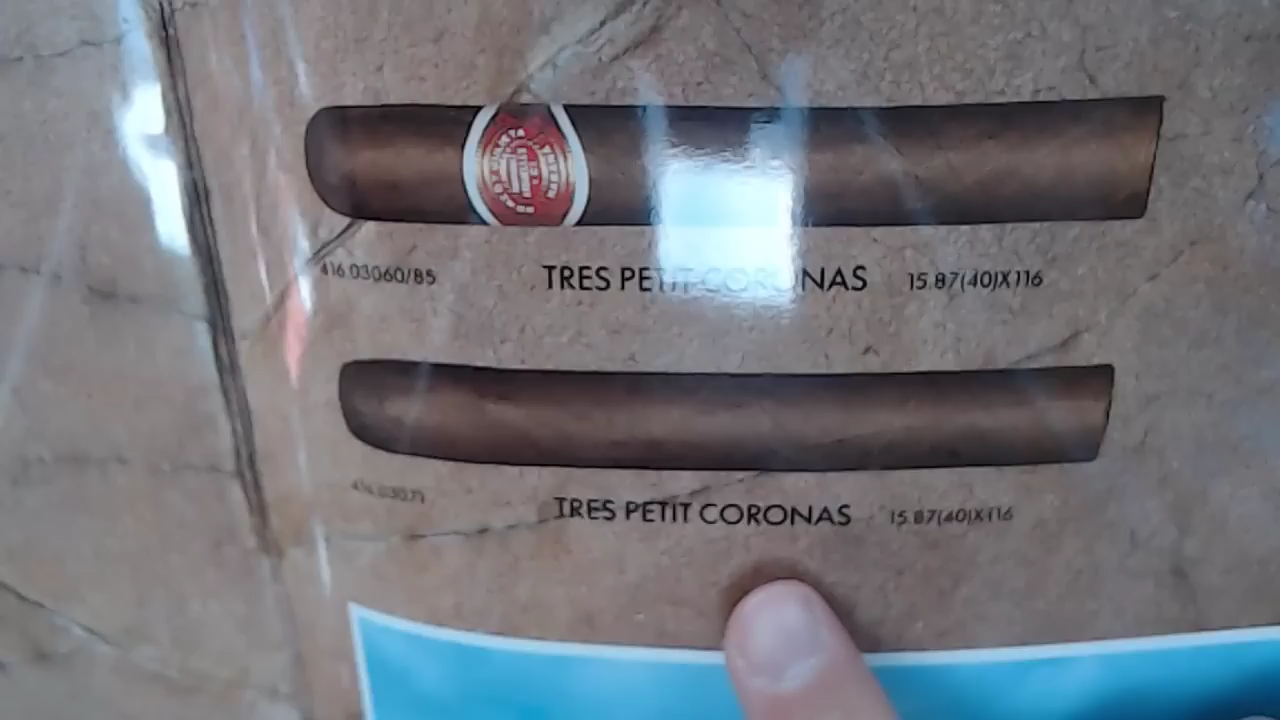 416.03060/85 TRES PETIT CORONAS 15.87(40)X116
TRES PETIT CORONAS 15.87(40)X116